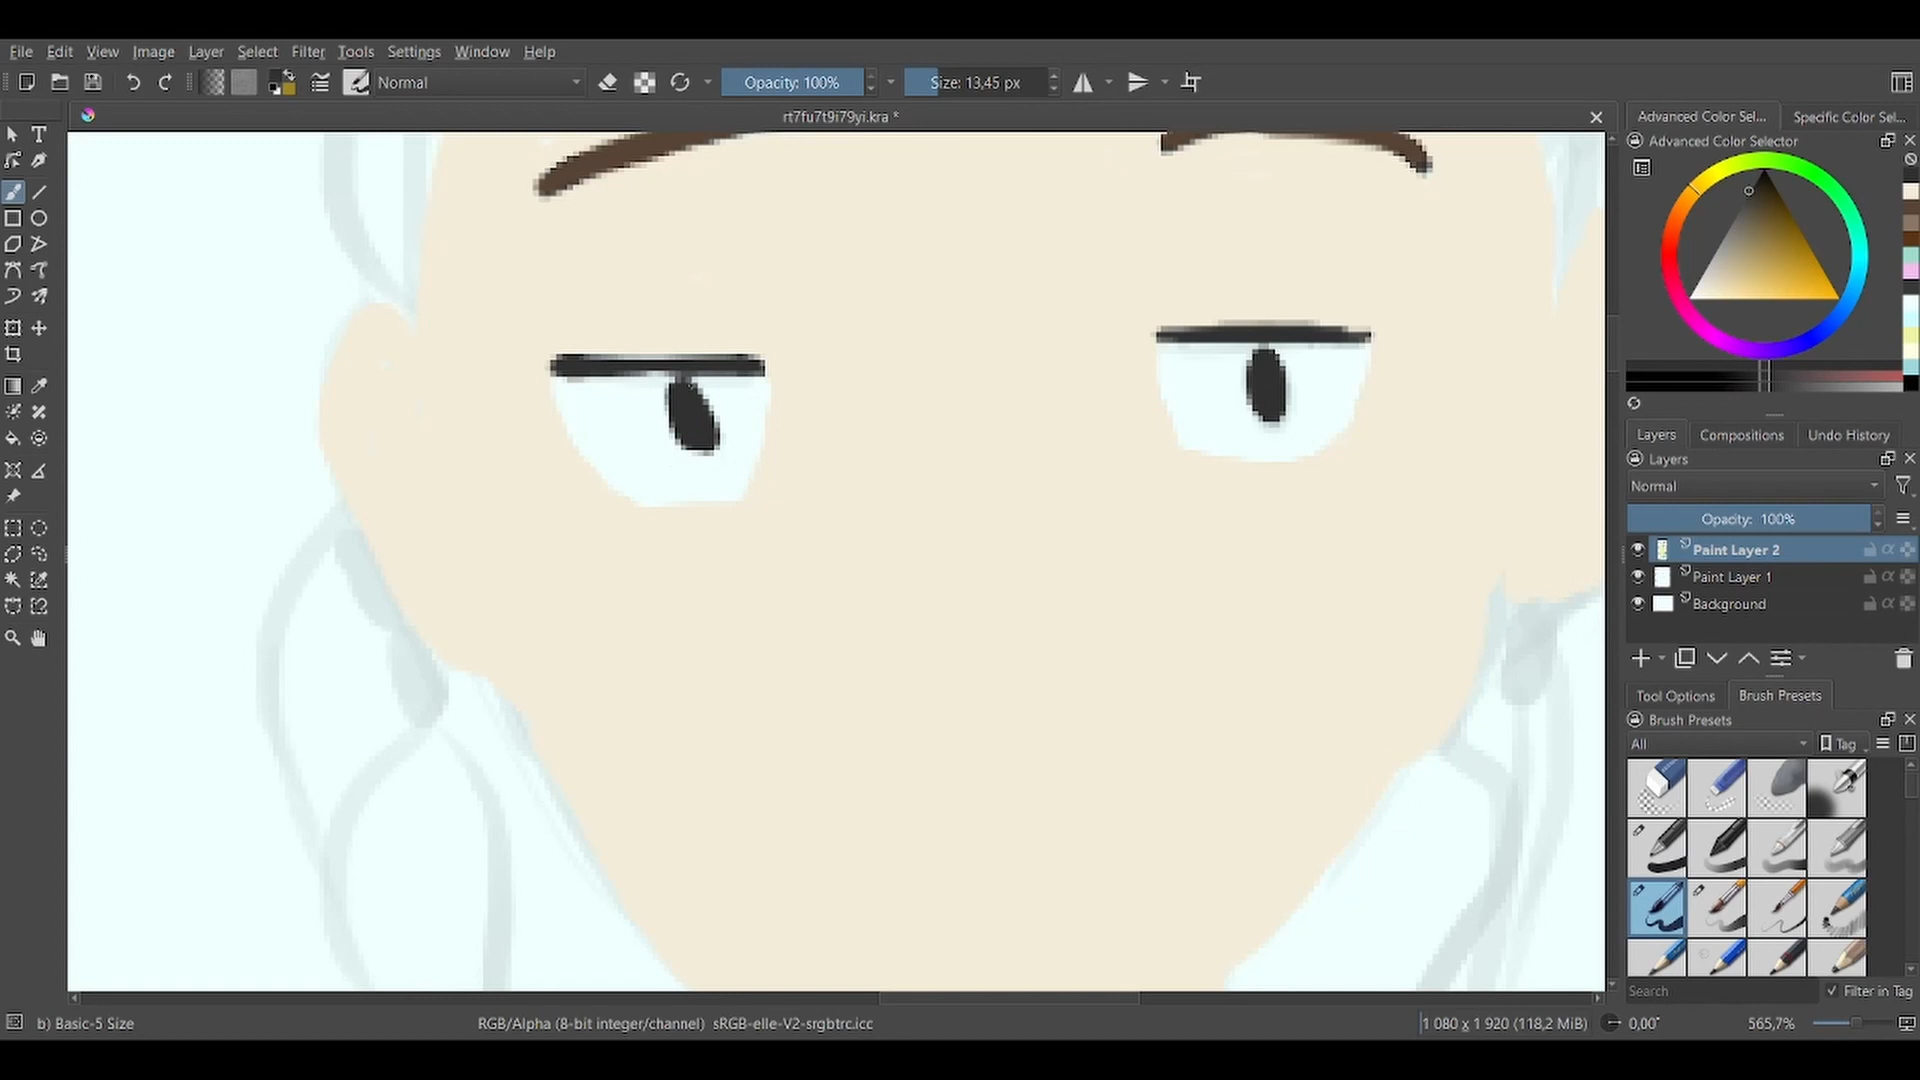 File Edit View Image Layer Select Filter Tools Settings Window Help
Normal Opacity: 100% Size: 13,45 px
rt7fu7t9i79yi.kra *
Advanced Color Sel... Specific Color Sel...
Advanced Color Selector
Layers Compositions Undo History
Layers
Normal
Opacity: 100%
Paint Layer 2
Paint Layer 1
Background
Tool Options Brush Presets
Brush Presets
All Tag
Search Filter in Tag
b) Basic-5 Size RGB/Alpha (8-bit integer/channel) sRGB-elle-V2-srgbtrc.icc 1 080 x 1 920 (118,2 MiB) 0,00° 565,7%